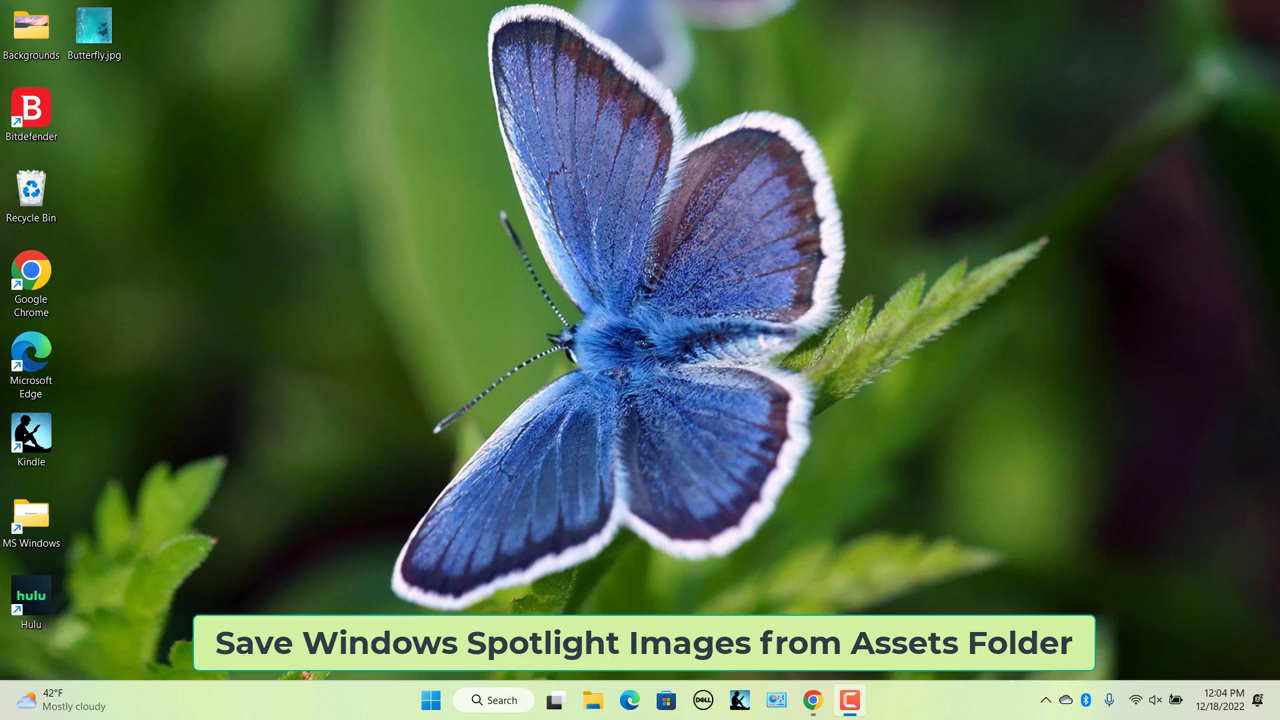 Backgrounds
Butterfly.jpg
B
Bitdefender
Recycle Bin
Google
Chrome
Microsoft
Edge
Kindle
MS Windows
hulu
Hulu
Save Windows Spotlight Images from Assets Folder
42°F
Mostly cloudy
Search
DELL
C
12:04 PM
12/18/2022